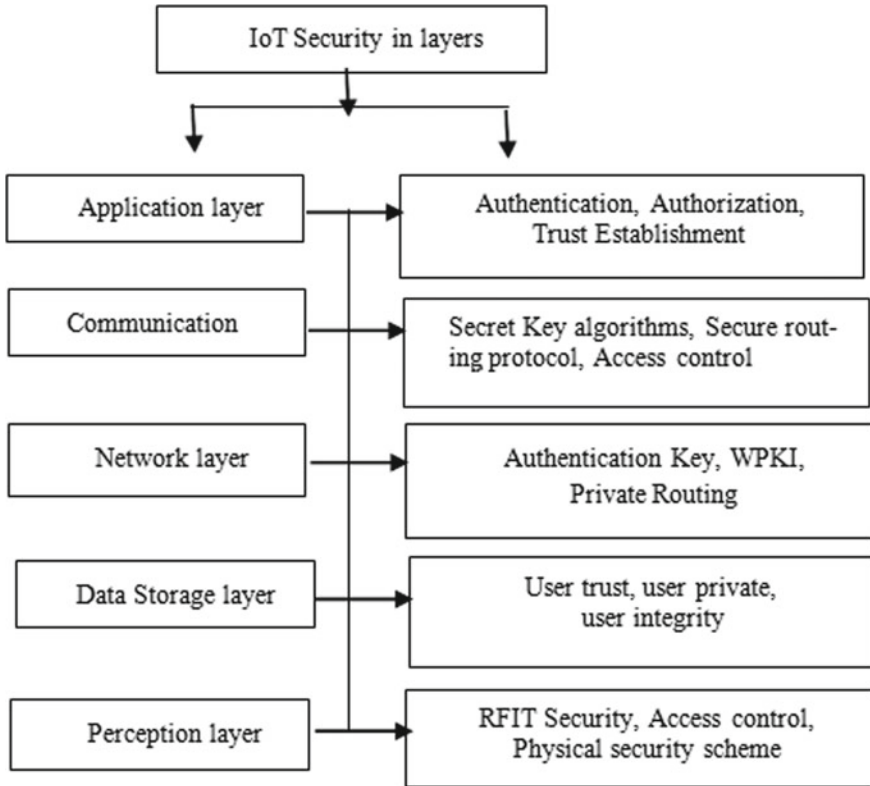 IoT Security in layers
Application layer
Authentication, Authorization,
Trust Establishment
Communication
Secret Key algorithms, Secure rout-
ing protocol, Access control
Network layer
Authentication Key, WPKI,
Private Routing
Data Storage layer
User trust, user private,
user integrity
Perception layer
RFIT Security, Access control,
Physical security scheme